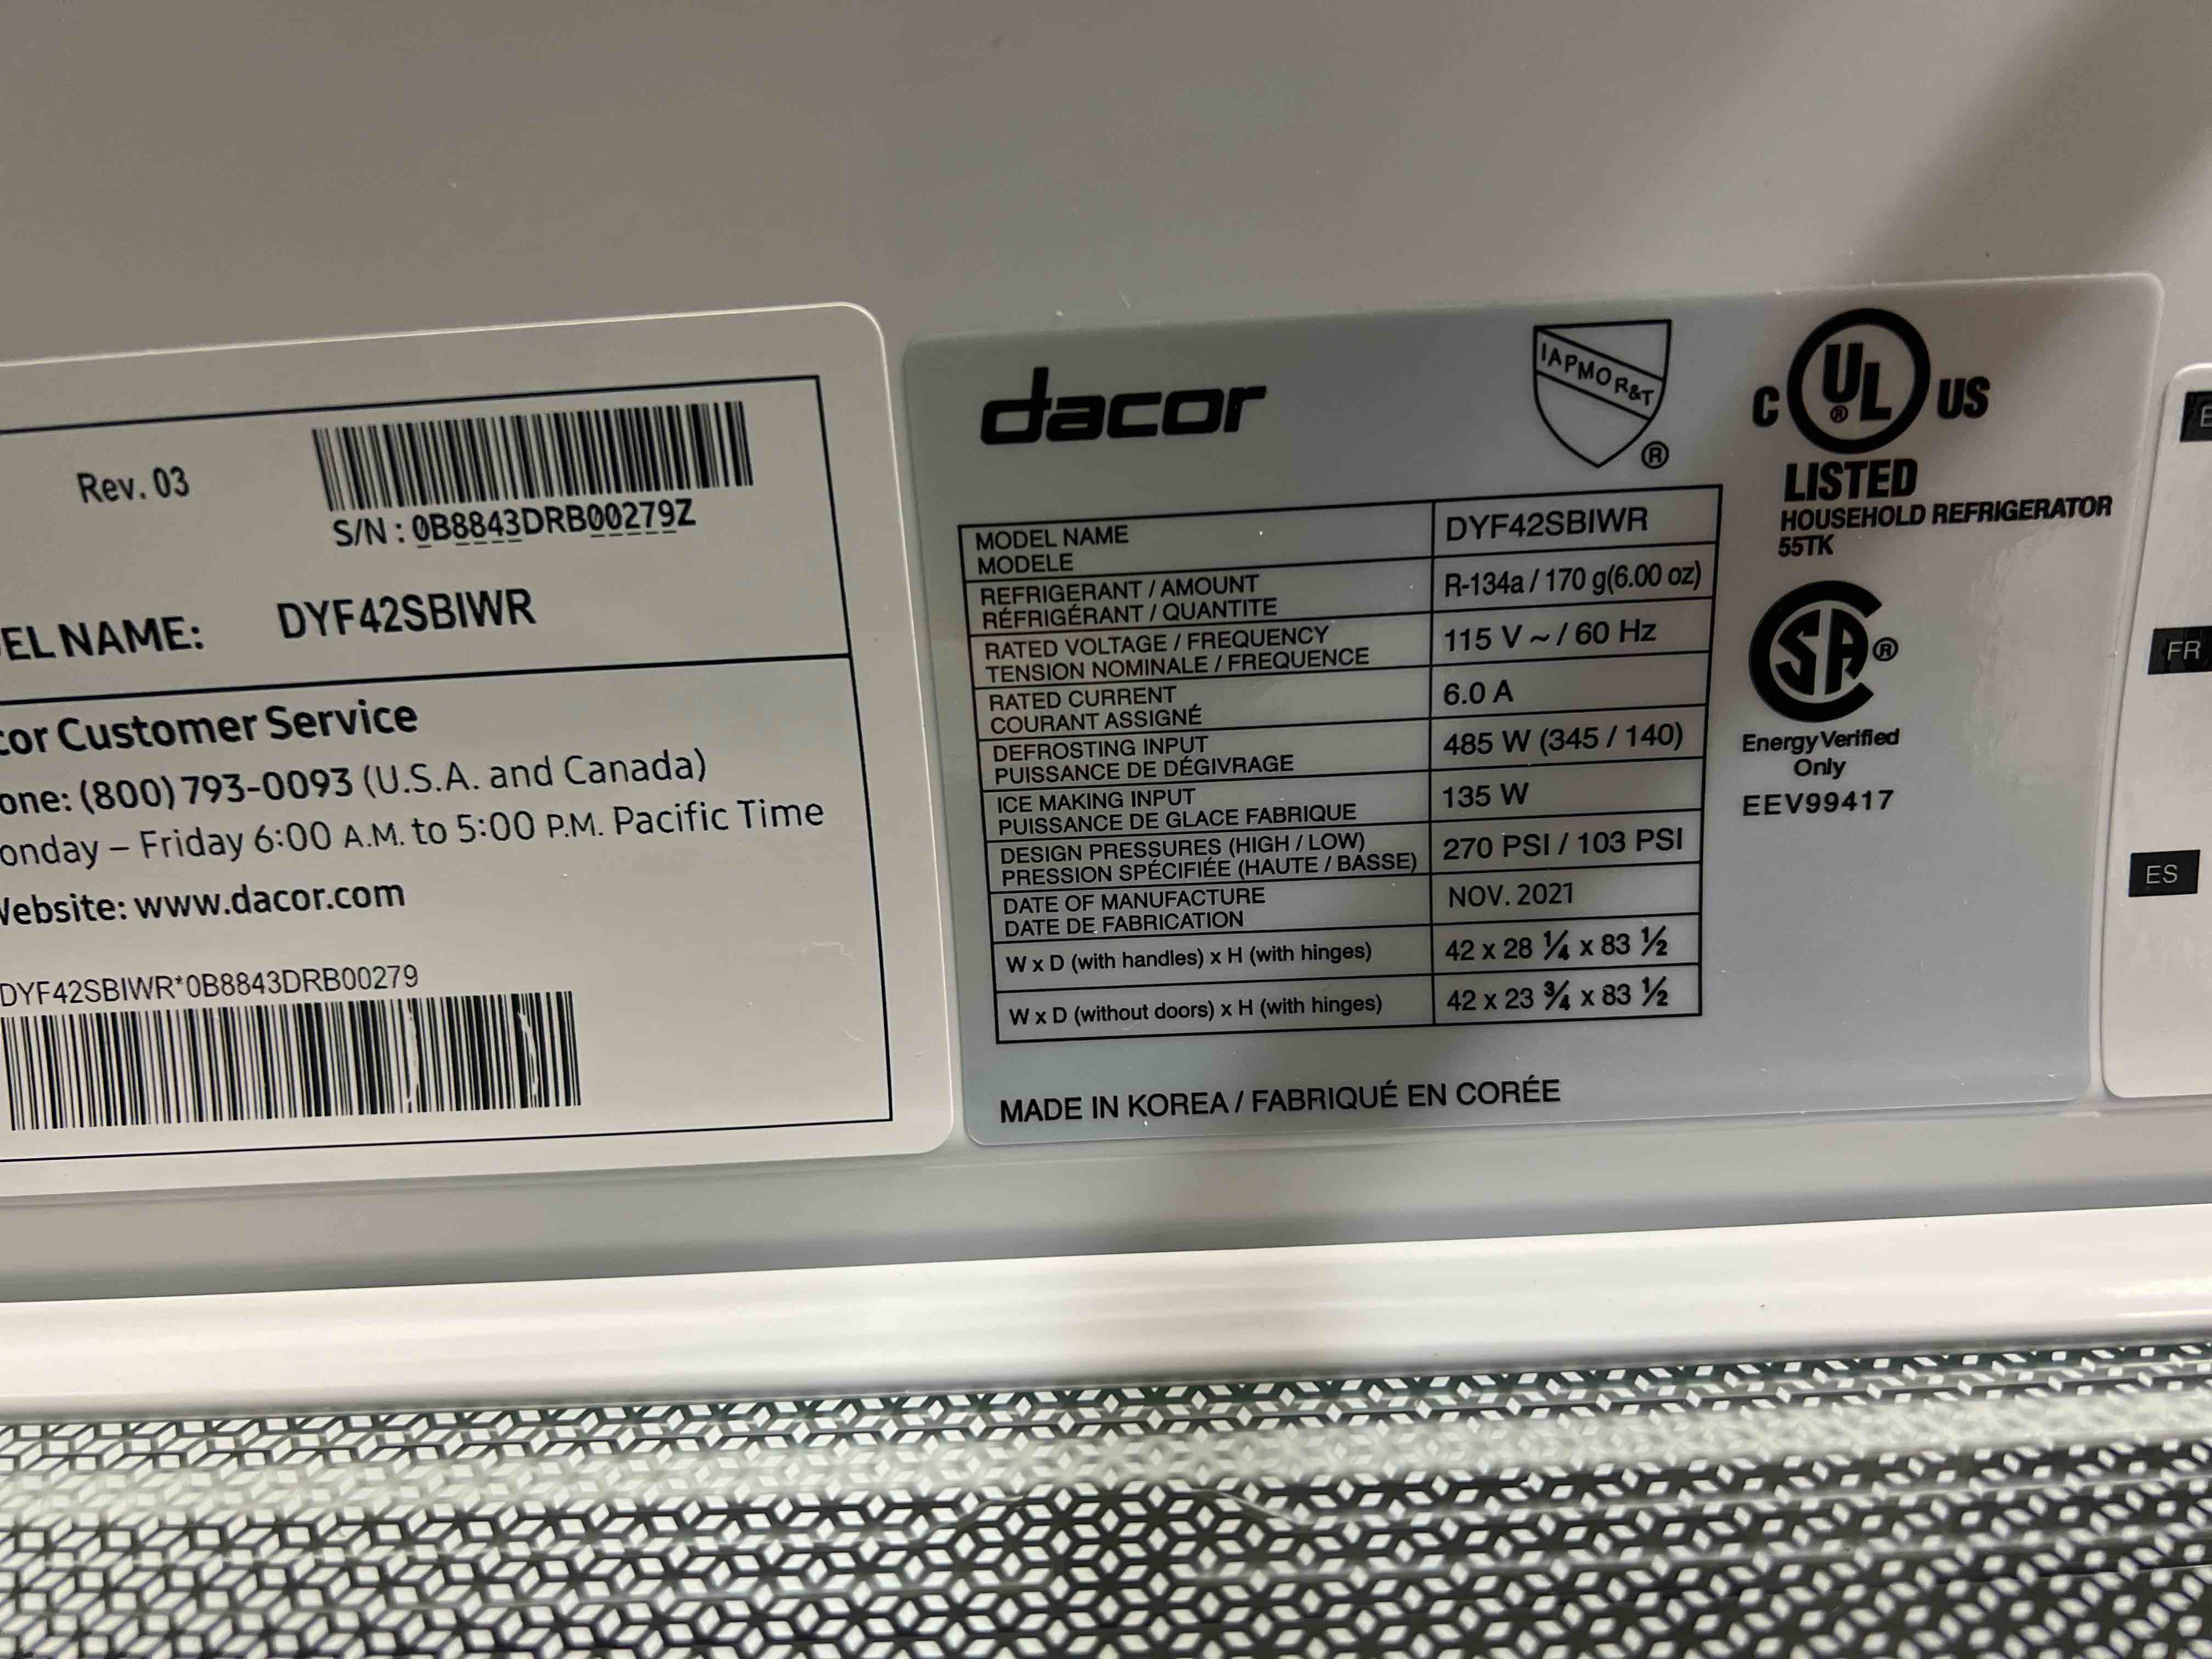 Rev. 03
S/N : 0B8843DRB00279Z
EL NAME: DYF42SBIWR
cor Customer Service
one: (800) 793-0093 (U.S.A. and Canada)
onday – Friday 6:00 A.M. to 5:00 P.M. Pacific Time
Website: www.dacor.com
DYF42SBIWR*0B8843DRB00279
dacor
IAPMO R&T
®
C UL ® US
LISTED
HOUSEHOLD REFRIGERATOR
55TK
SA ®
Energy Verified
Only
EEV99417
MODEL NAME
MODELE
DYF42SBIWR
REFRIGERANT / AMOUNT
RÉFRIGÉRANT / QUANTITE
R-134a / 170 g(6.00 oz)
RATED VOLTAGE / FREQUENCY
TENSION NOMINALE / FREQUENCE
115 V ~ / 60 Hz
RATED CURRENT
COURANT ASSIGNÉ
6.0 A
DEFROSTING INPUT
PUISSANCE DE DÉGIVRAGE
485 W (345 / 140)
ICE MAKING INPUT
PUISSANCE DE GLACE FABRIQUE
135 W
DESIGN PRESSURES (HIGH / LOW)
PRESSION SPÉCIFIÉE (HAUTE / BASSE)
270 PSI / 103 PSI
DATE OF MANUFACTURE
DATE DE FABRICATION
NOV. 2021
W x D (with handles) x H (with hinges)
42 x 28 ¼ x 83 ½
W x D (without doors) x H (with hinges)
42 x 23 ¾ x 83 ½
MADE IN KOREA / FABRIQUÉ EN CORÉE
FR
ES